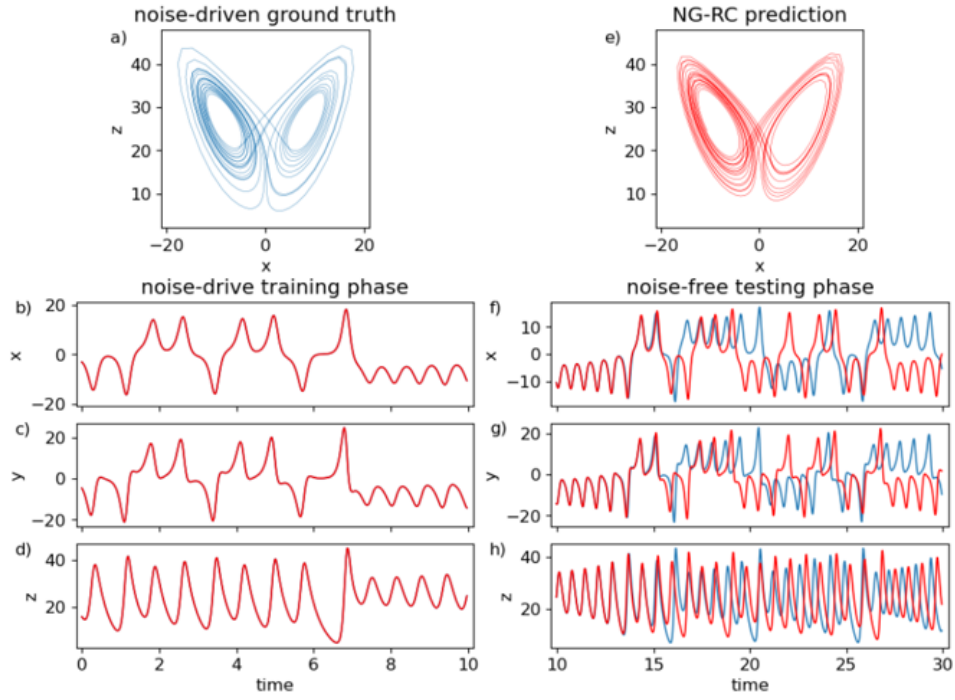 noise-driven ground truth
a)
z
40
30
20
10
−20
0
20
x
NG-RC prediction
e)
z
40
30
20
10
−20
0
20
x
noise-drive training phase
b)
x
20
0
−20
c)
y
20
0
−20
d)
z
40
20
0
2
4
6
8
10
time
noise-free testing phase
f)
x
10
0
−10
g)
y
20
0
−20
h)
z
40
20
10
15
20
25
30
time